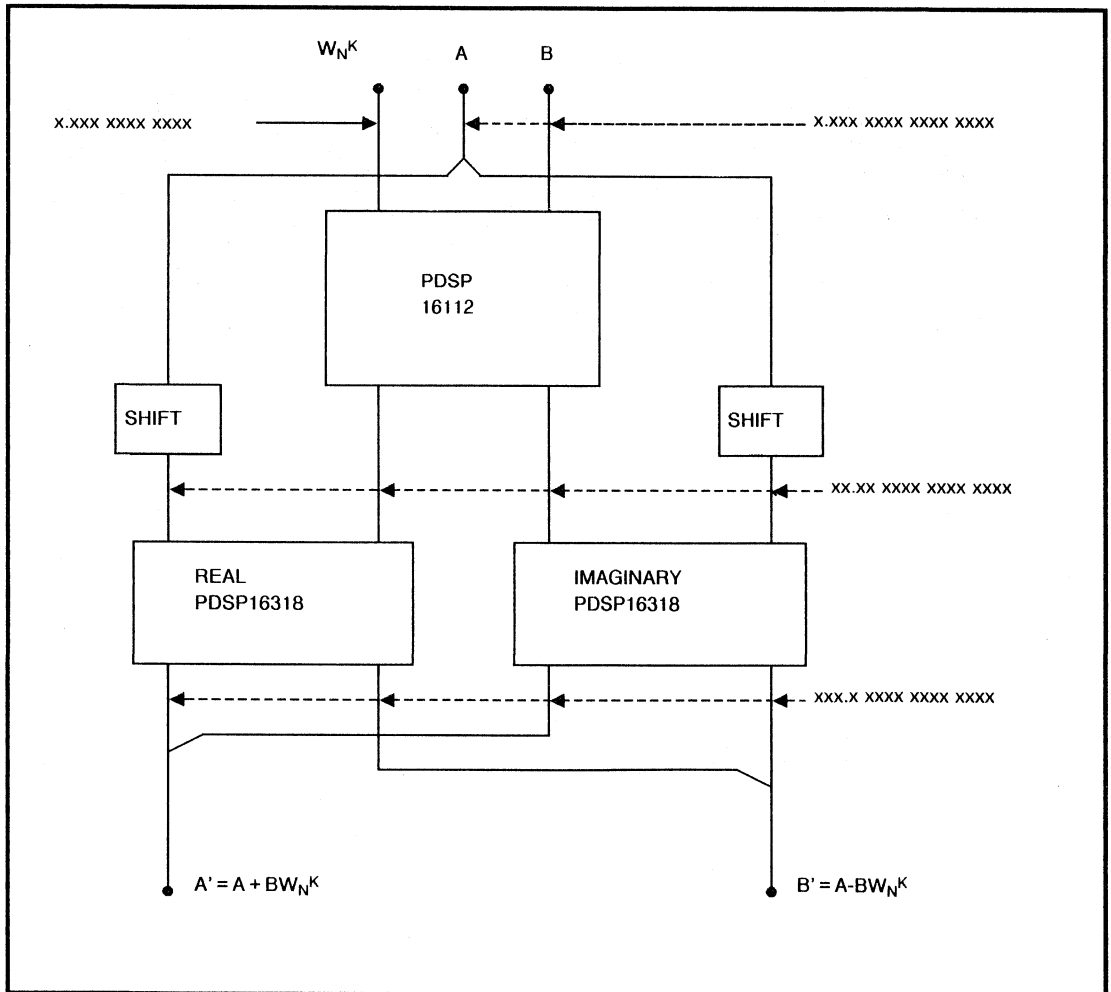 W_N^K A B
x.xxx xxxx xxxx x.xxx xxxx xxxx xxxx
PDSP
16112
SHIFT SHIFT
xx.xx xxxx xxxx xxxx
REAL IMAGINARY
PDSP16318 PDSP16318
xxx.x xxxx xxxx xxxx
A' = A + BW_N^K B' = A-BW_N^K